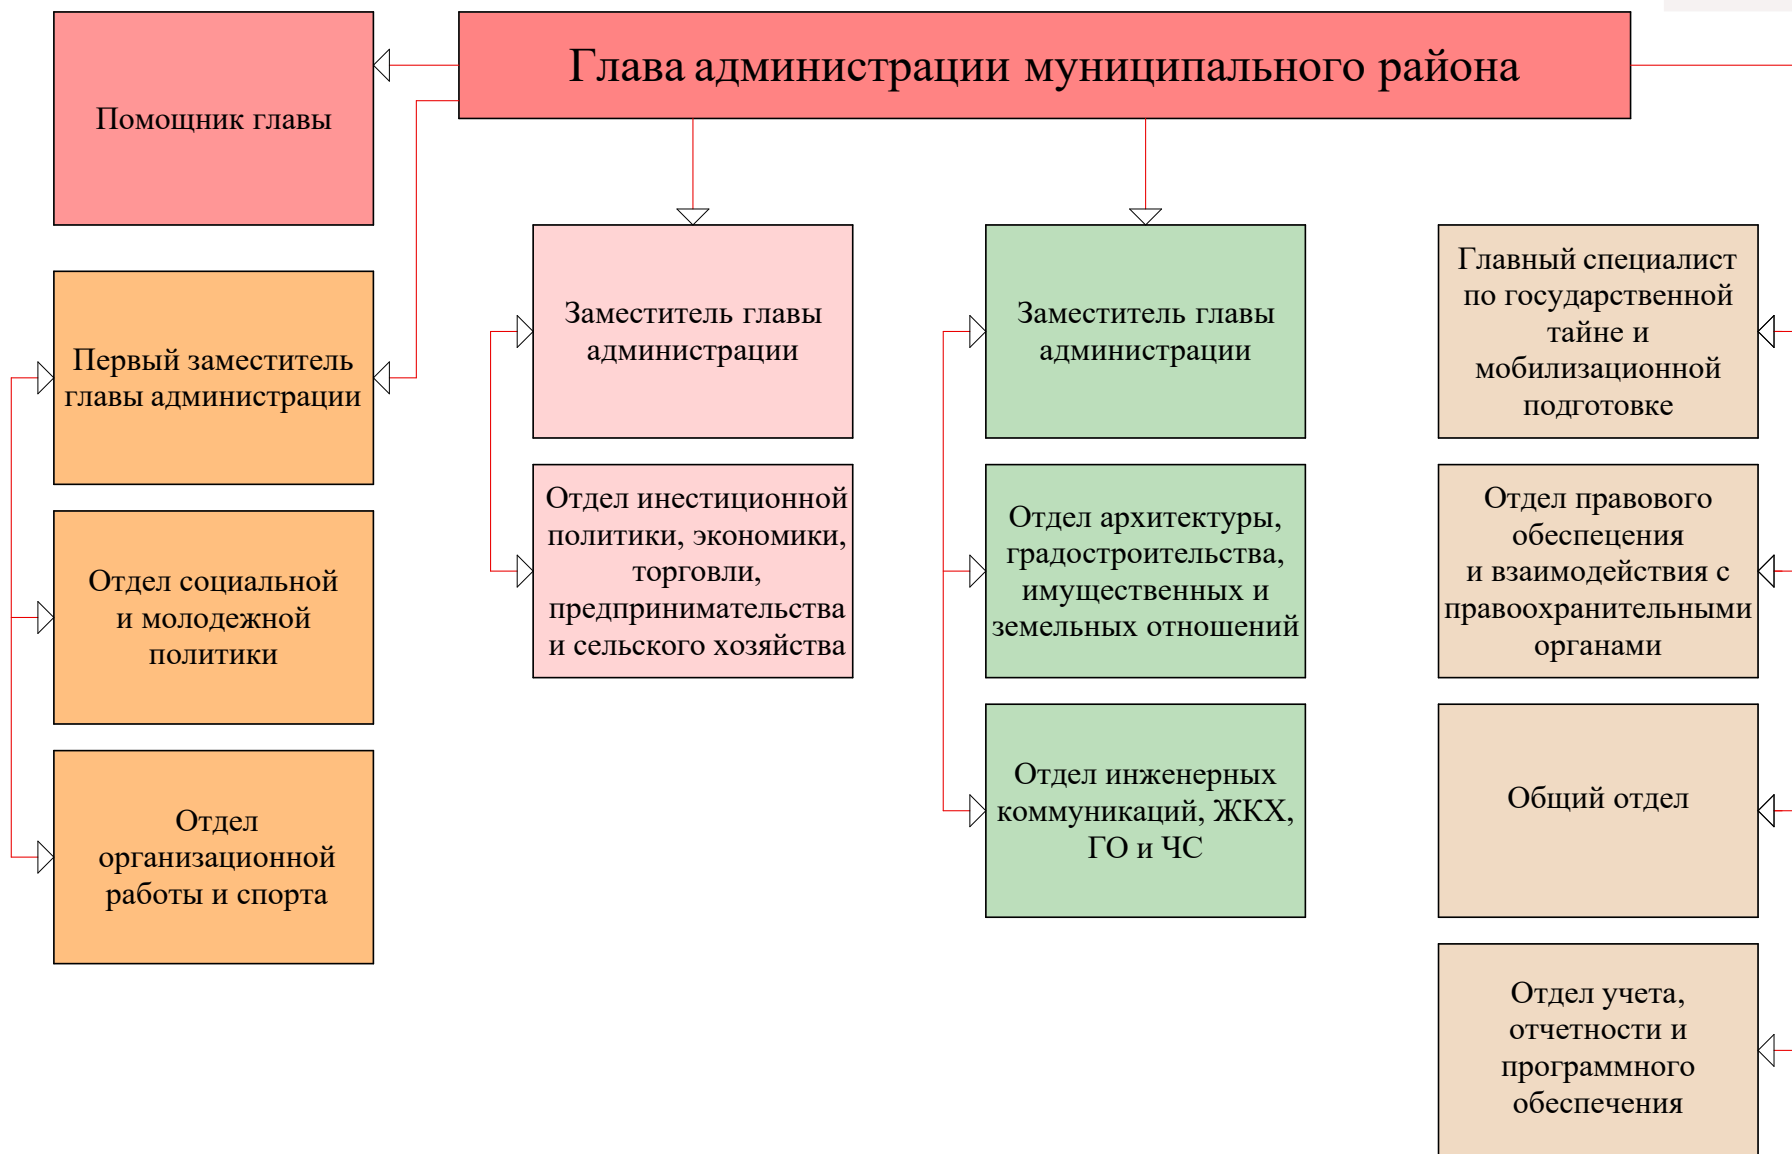 Глава администрации муниципального района
Помощник главы
Первый заместитель
главы администрации
Отдел социальной
и молодежной
политики
Отдел
организационной
работы и спорта
Заместитель главы
администрации
Отдел инестиционной
политики, экономики,
торговли,
предпринимательства
и сельского хозяйства
Заместитель главы
администрации
Отдел архитектуры,
градостроительства,
имущественных и
земельных отношений
Отдел инженерных
коммуникаций, ЖКХ,
ГО и ЧС
Главный специалист
по государственной
тайне и
мобилизационной
подготовке
Отдел правового
обеспецения
и взаимодействия с
правоохранительными
органами
Общий отдел
Отдел учета,
отчетности и
программного
обеспечения